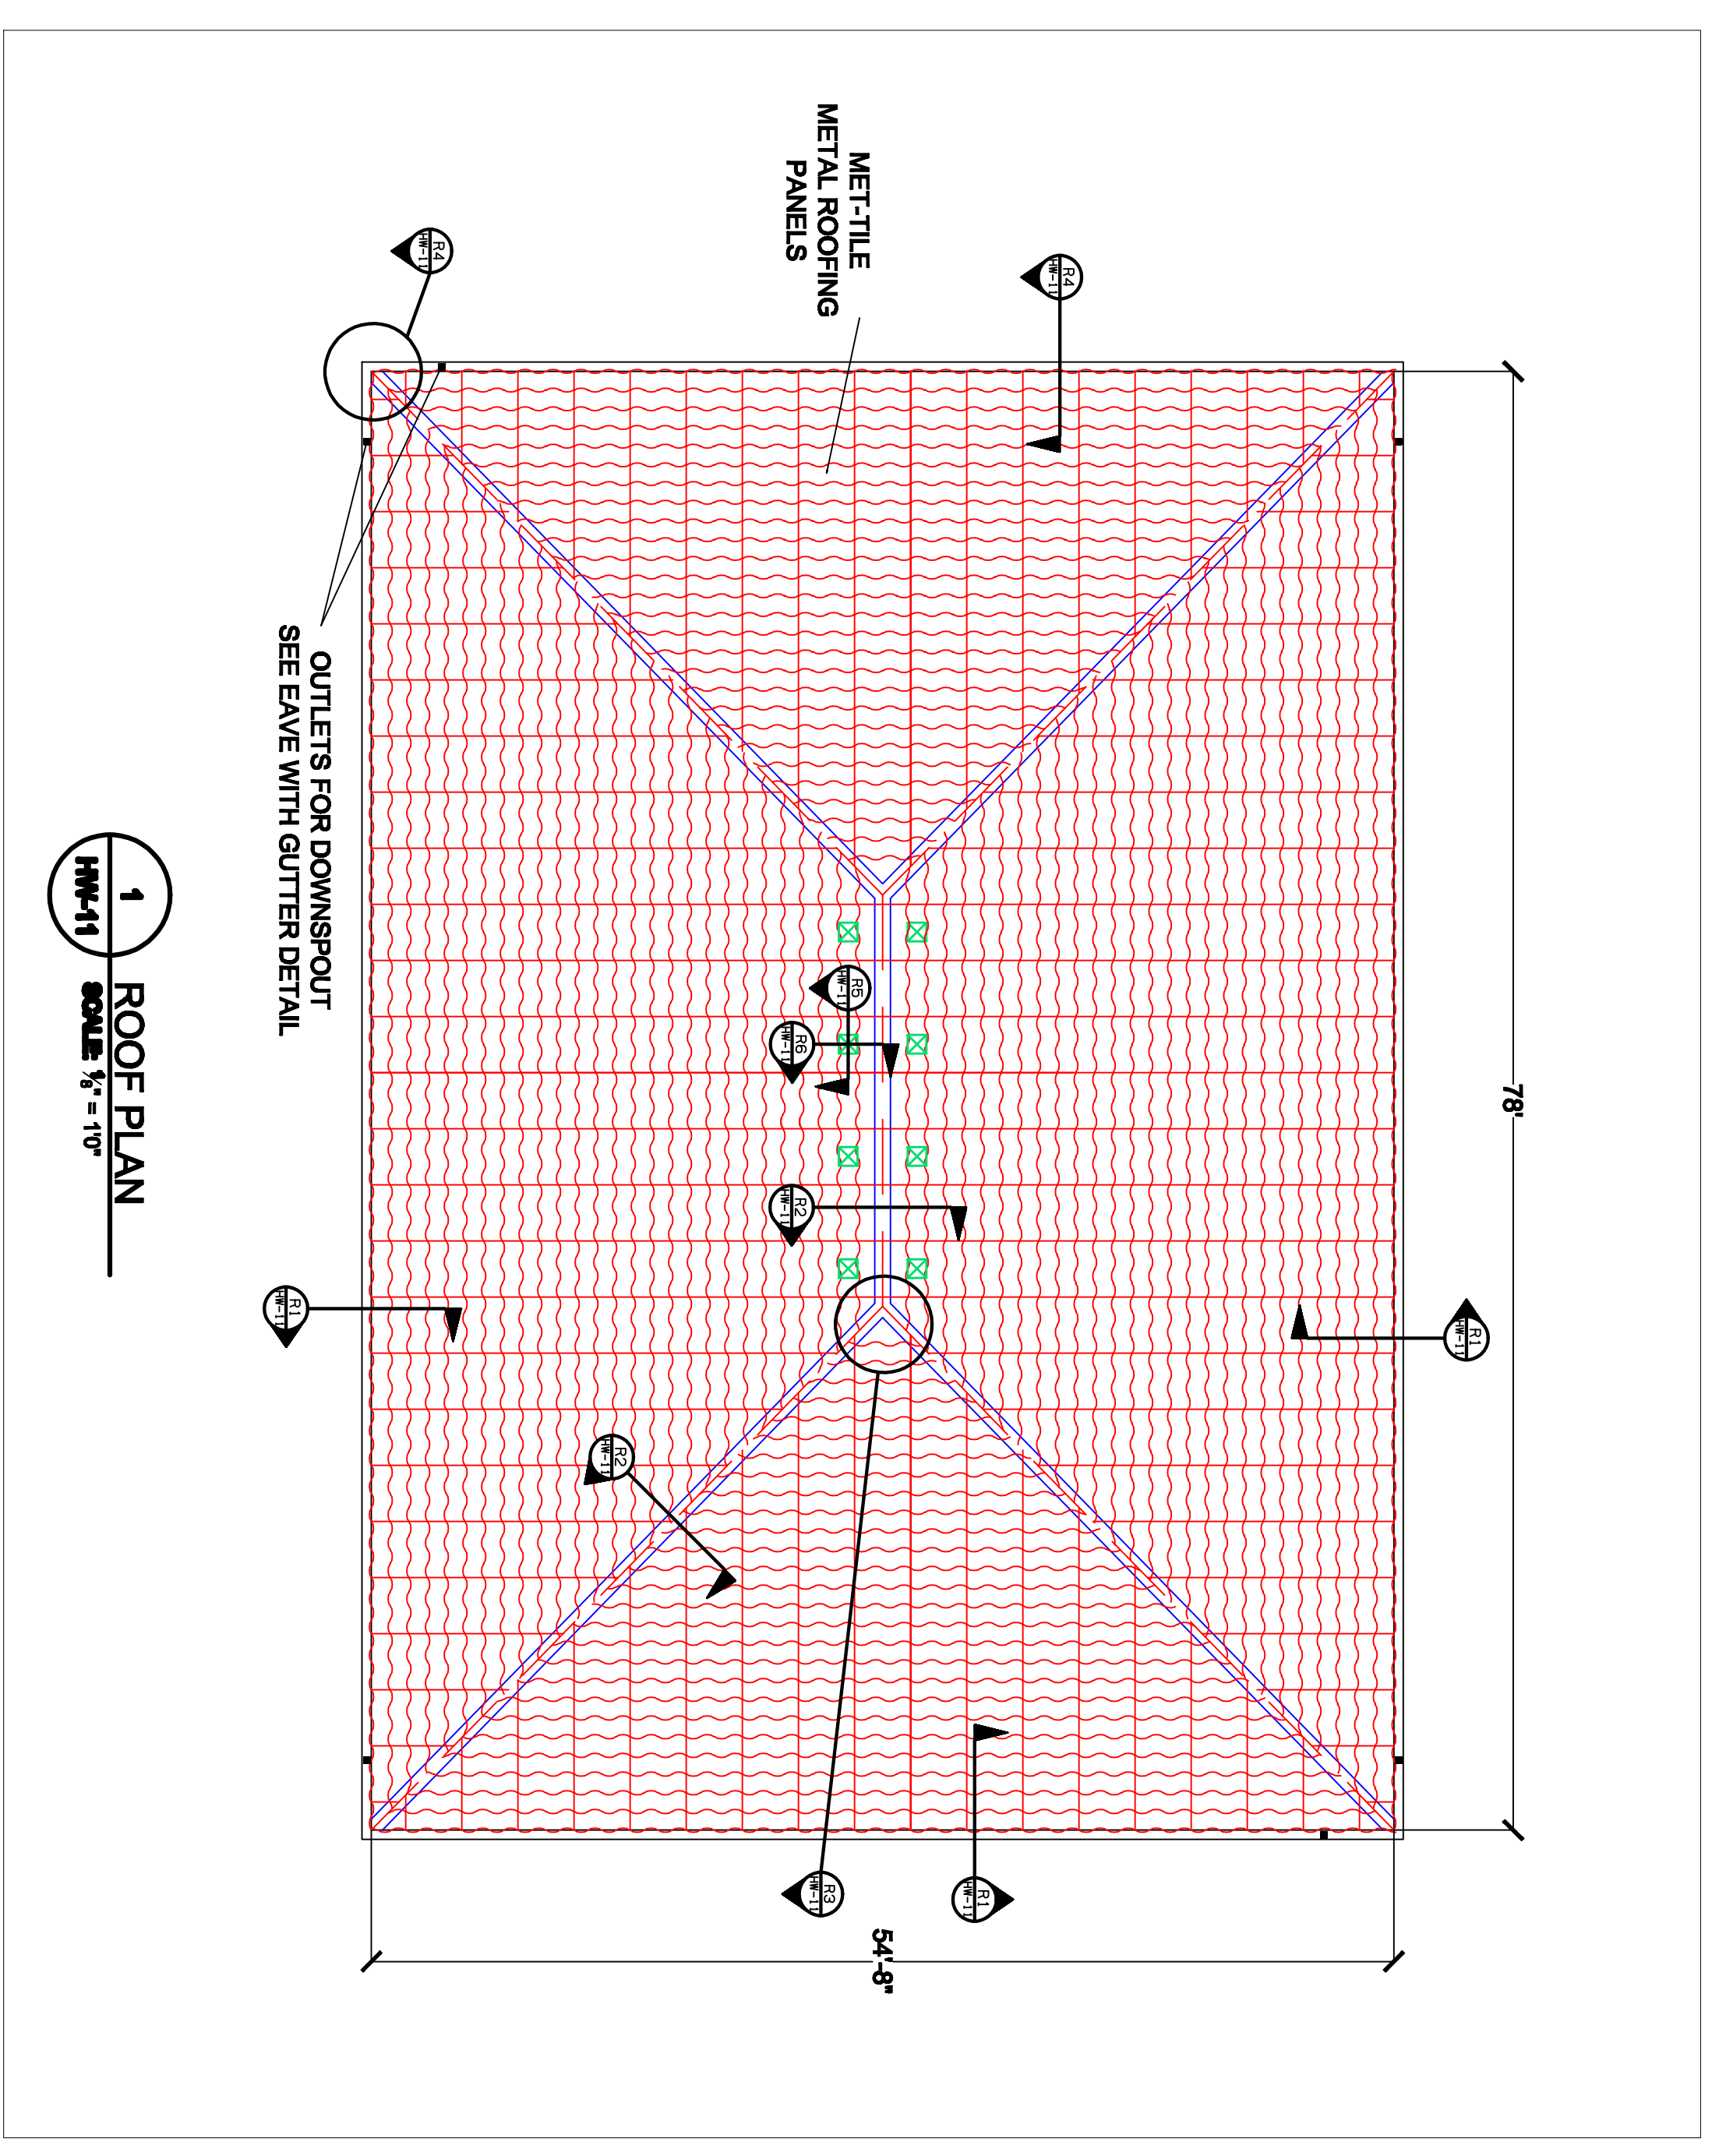 78'
R1
HW-11
R4
HW-11
MET-TILE
METAL ROOFING
PANELS
R4
HW-11
R5
HW-11
R6
HW-11
R2
HW-11
R2
HW-11
R1
HW-11
R3
HW-11
54'-8"
R1
HW-11
OUTLETS FOR DOWNSPOUT
SEE EAVE WITH GUTTER DETAIL
1
HW-11
ROOF PLAN
SCALE: ⅛" = 1'0"